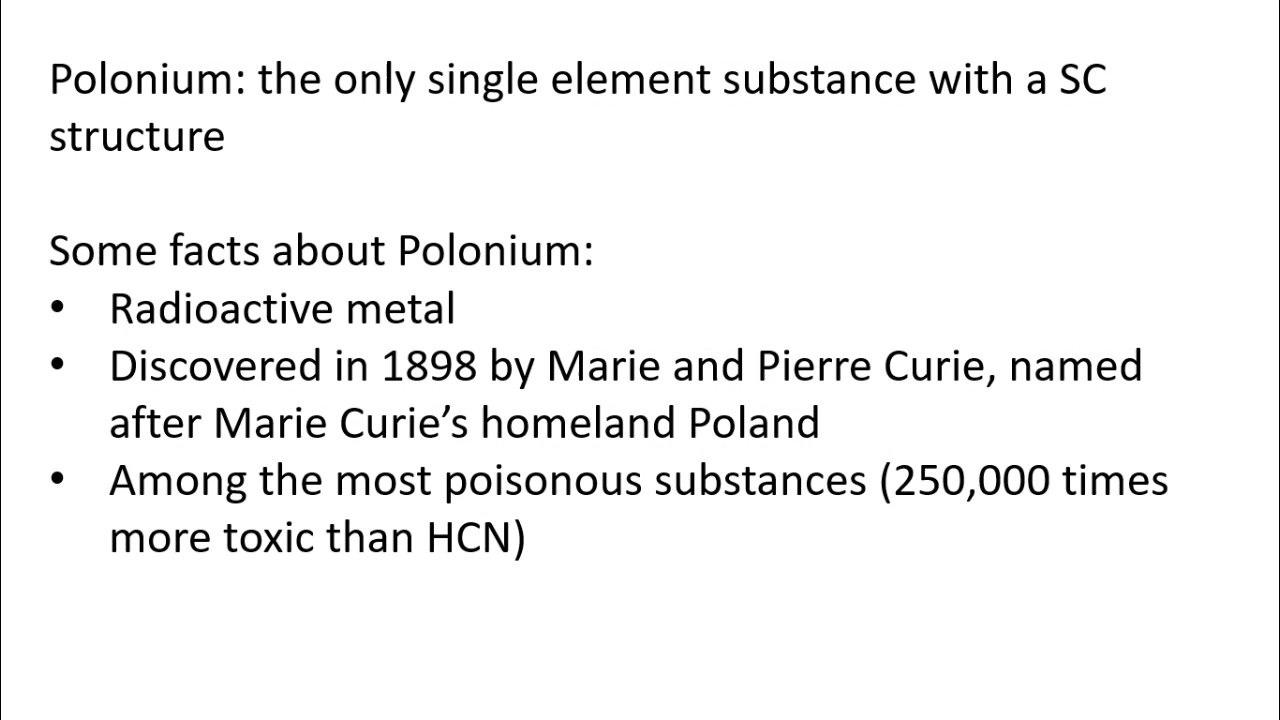 Polonium: the only single element substance with a SC
structure
Some facts about Polonium:
• Radioactive metal
• Discovered in 1898 by Marie and Pierre Curie, named
after Marie Curie’s homeland Poland
• Among the most poisonous substances (250,000 times
more toxic than HCN)